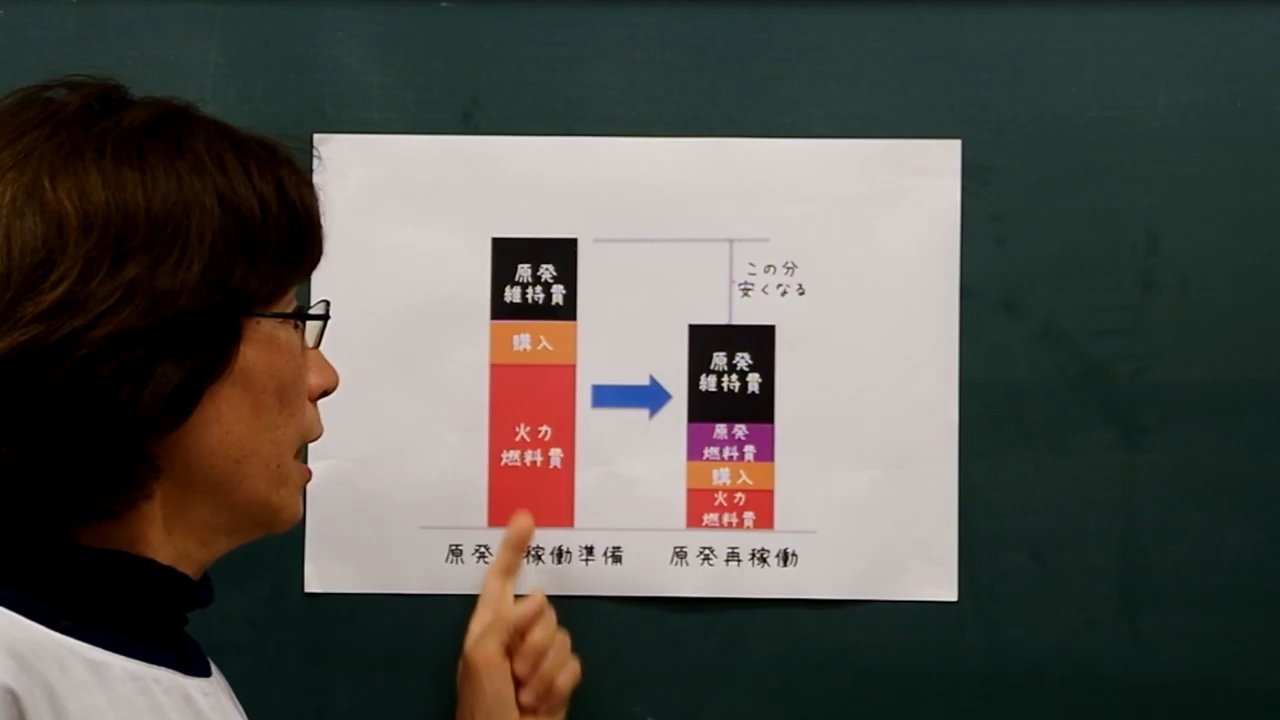 原発
維持費
購入
火力
燃料費
この分
安くなる
原発
維持費
原発
燃料費
購入
火力
燃料費
原発 稼働準備
原発再稼働